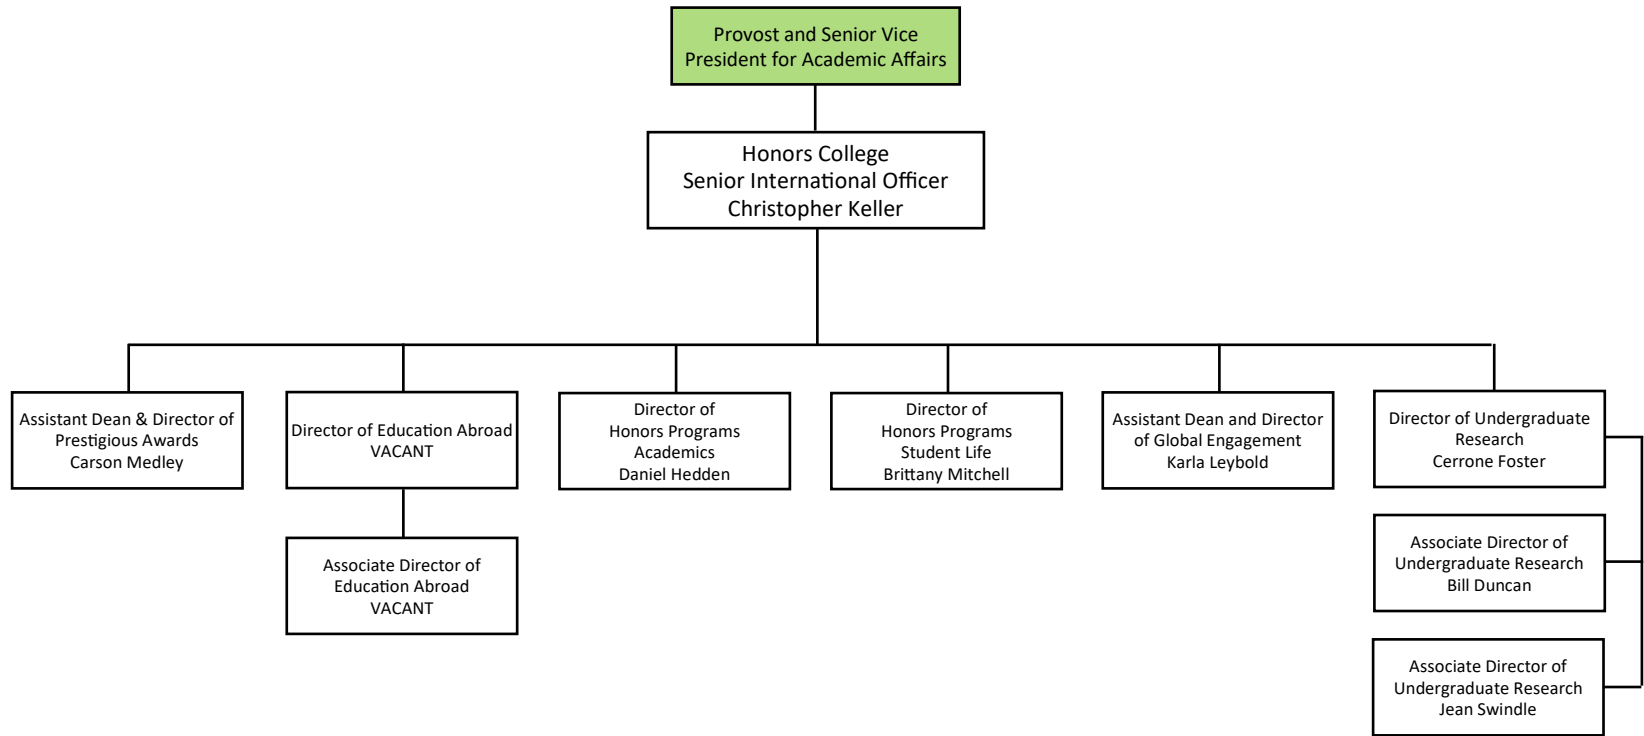 Provost and Senior Vice
President for Academic Affairs
Honors College
Senior International Officer
Christopher Keller
Assistant Dean & Director of
Prestigious Awards
Carson Medley
Director of Education Abroad
VACANT
Director of
Honors Programs
Academics
Daniel Hedden
Director of
Honors Programs
Student Life
Brittany Mitchell
Assistant Dean and Director
of Global Engagement
Karla Leybold
Director of Undergraduate
Research
Cerrone Foster
Associate Director of
Education Abroad
VACANT
Associate Director of
Undergraduate Research
Bill Duncan
Associate Director of
Undergraduate Research
Jean Swindle